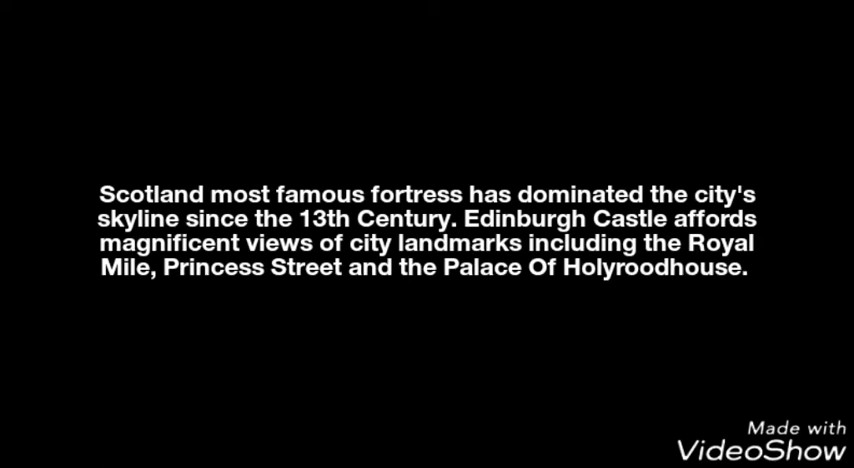 Scotland most famous fortress has dominated the city's
skyline since the 13th Century. Edinburgh Castle affords
magnificent views of city landmarks including the Royal
Mile, Princess Street and the Palace Of Holyroodhouse.
Made with
VideoShow